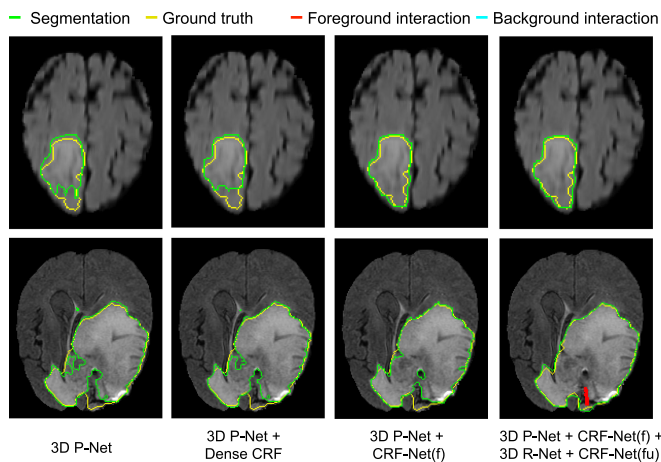 Segmentation Ground truth Foreground interaction Background interaction
3D P-Net
3D P-Net +
Dense CRF
3D P-Net +
CRF-Net(f)
3D P-Net + CRF-Net(f) +
3D R-Net + CRF-Net(fu)